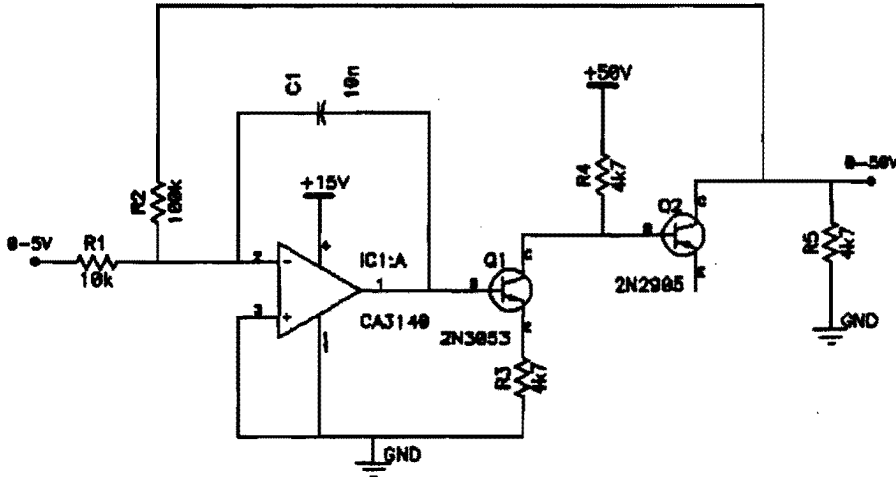 C1
10n
+50V
R2
100k
+15V
R4
4k7
0-50V
Q2
C
B
E
2N2905
R5
4k7
GND
0-5V
R1
10k
2
-
4
3
+
IC1:A
1
CA3140
11
Q1
C
B
E
2N3053
R3
4k7
GND